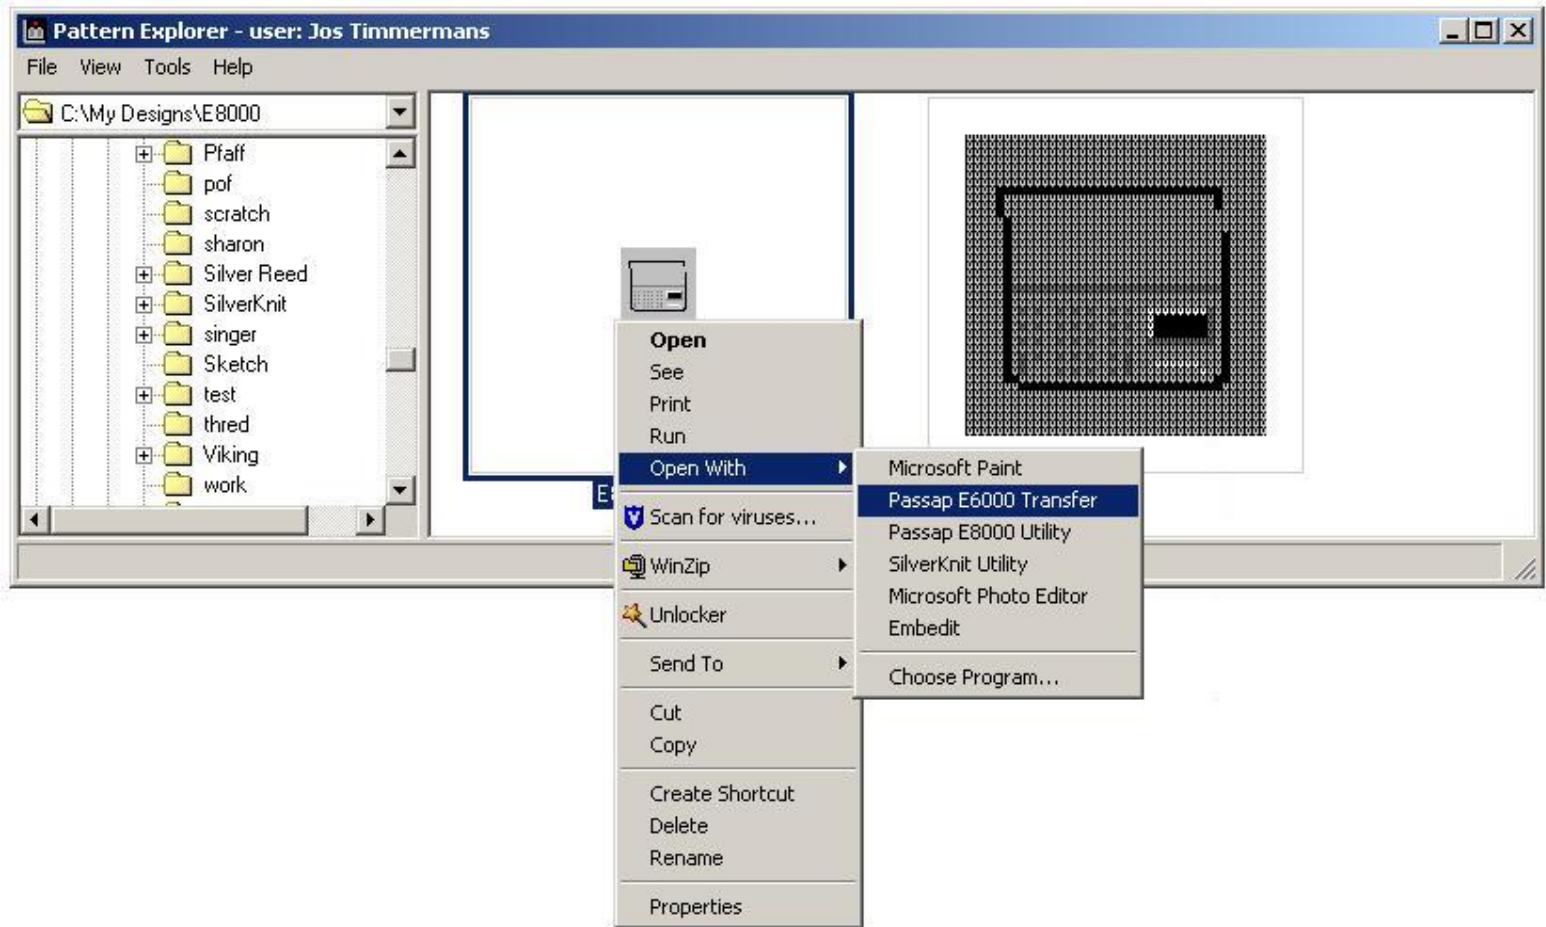 Pattern Explorer - user: Jos Timmermans
File View Tools Help
C:\My Designs\E8000
Pfaff
pof
scratch
sharon
Silver Reed
SilverKnit
singer
Sketch
test
thred
Viking
work
Open
See
Print
Run
Open With
Scan for viruses...
WinZip
Unlocker
Send To
Cut
Copy
Create Shortcut
Delete
Rename
Properties
Microsoft Paint
Passap E6000 Transfer
Passap E8000 Utility
SilverKnit Utility
Microsoft Photo Editor
Embedit
Choose Program...